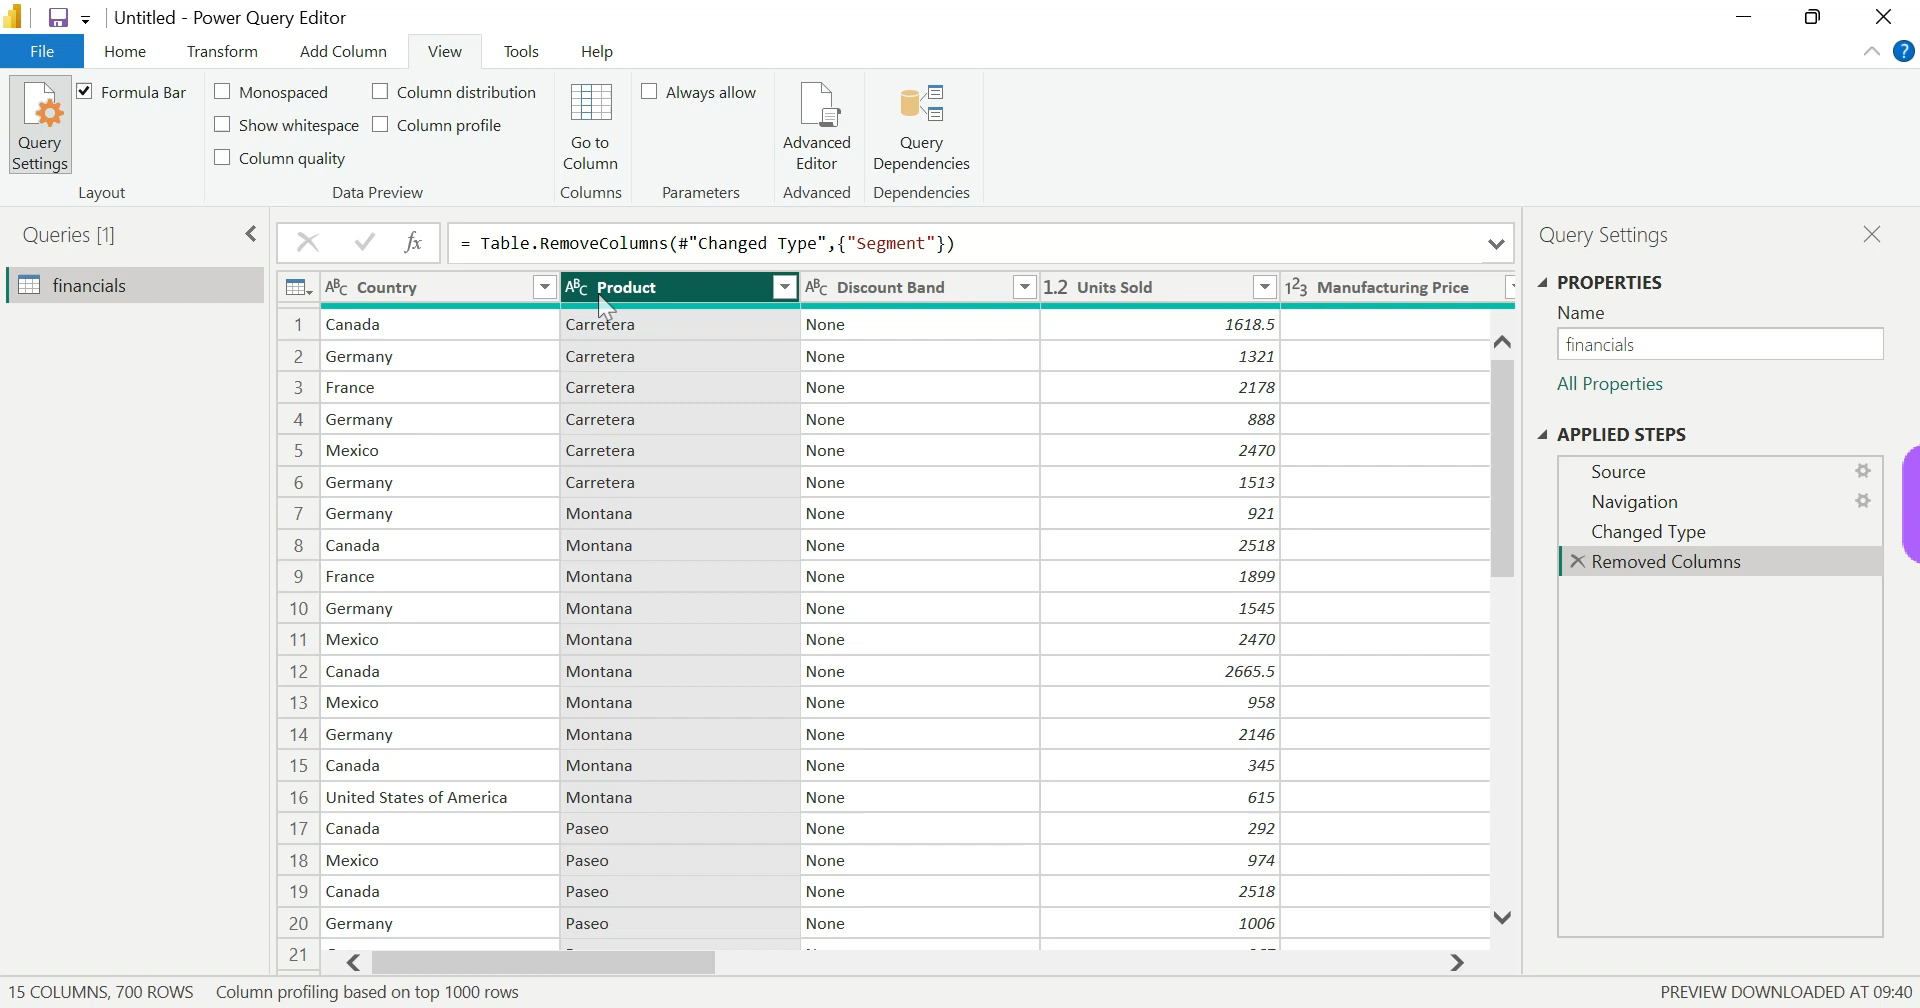 Untitled - Power Query Editor
File Home Transform Add Column View Tools Help
Formula Bar Monospaced Column distribution Always allow
Show whitespace Column profile
Column quality
Query Settings
Go to Column
Advanced Editor
Query Dependencies
Layout Data Preview Columns Parameters Advanced Dependencies
Queries [1]
financials
fx = Table.RemoveColumns(#"Changed Type",{"Segment"})
ABC Country ABC Product ABC Discount Band 1.2 Units Sold 123 Manufacturing Price
1 Canada Carretera None 1618.5
2 Germany Carretera None 1321
3 France Carretera None 2178
4 Germany Carretera None 888
5 Mexico Carretera None 2470
6 Germany Carretera None 1513
7 Germany Montana None 921
8 Canada Montana None 2518
9 France Montana None 1899
10 Germany Montana None 1545
11 Mexico Montana None 2470
12 Canada Montana None 2665.5
13 Mexico Montana None 958
14 Germany Montana None 2146
15 Canada Montana None 345
16 United States of America Montana None 615
17 Canada Paseo None 292
18 Mexico Paseo None 974
19 Canada Paseo None 2518
20 Germany Paseo None 1006
21
Query Settings
PROPERTIES
Name
financials
All Properties
APPLIED STEPS
Source
Navigation
Changed Type
Removed Columns
15 COLUMNS, 700 ROWS Column profiling based on top 1000 rows PREVIEW DOWNLOADED AT 09:40